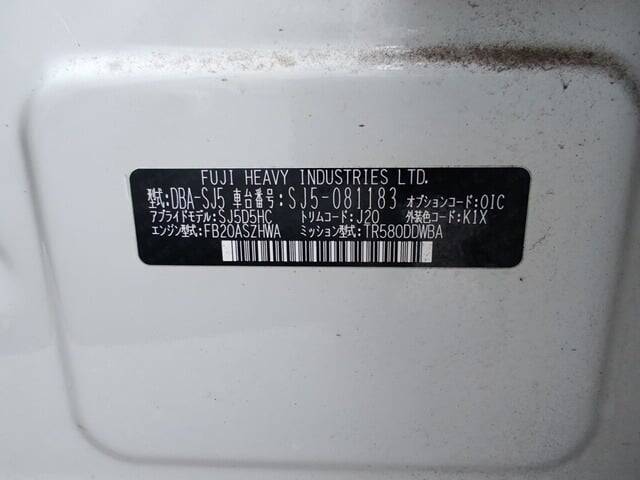 FUJI HEAVY INDUSTRIES LTD.
型式:DBA-SJ5 車台番号:SJ5-081183 オプションコード:OIC
アプライドモデル:SJ5D5HC トリムコード:J20 外装色コード:K1X
エンジン型式:FB20ASZHWA ミッション型式:TR580DDWBA